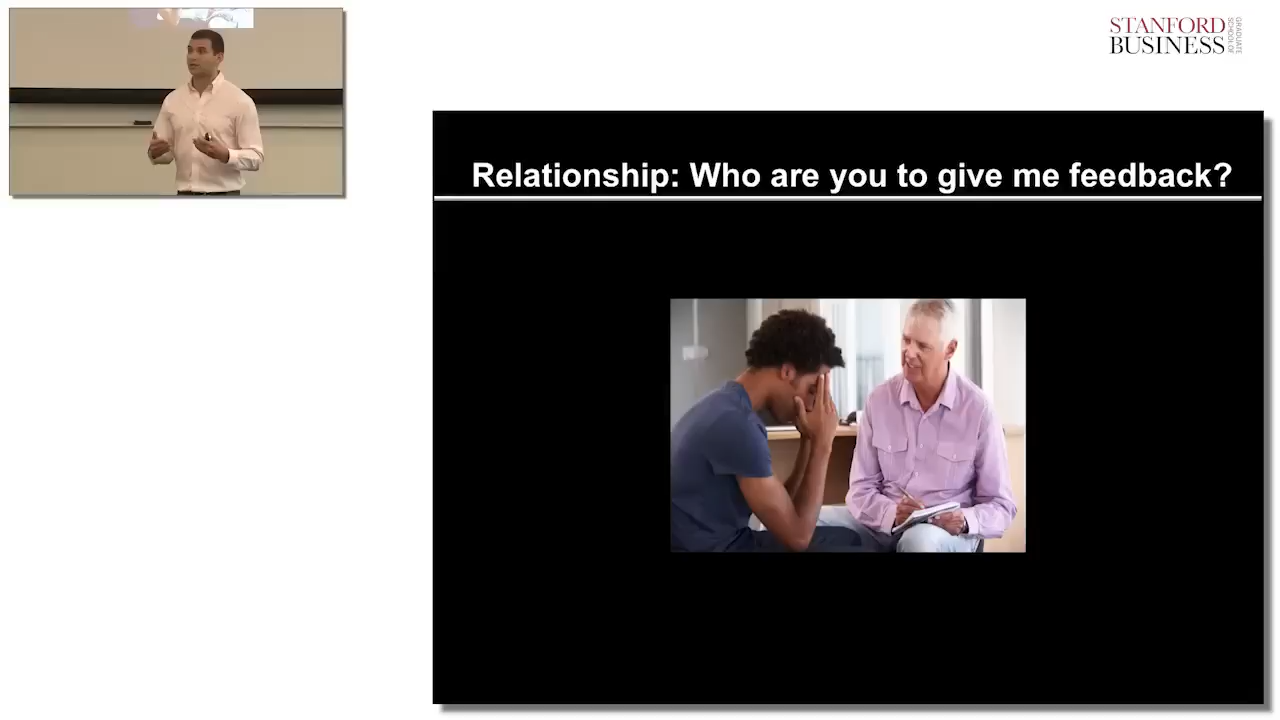 STANFORD
BUSINESS
GRADUATE
SCHOOL OF
Relationship: Who are you to give me feedback?